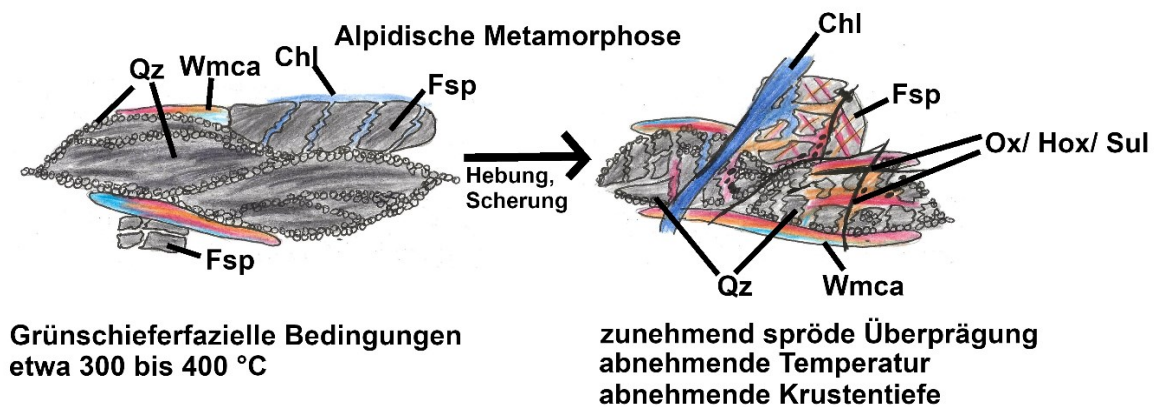 Alpidische Metamorphose
Qz
Wmca
Chl
Fsp
Fsp
Hebung,
Scherung
Chl
Fsp
Ox/ Hox/ Sul
Qz
Wmca
Grünschieferfazielle Bedingungen
etwa 300 bis 400 °C
zunehmend spröde Überprägung
abnehmende Temperatur
abnehmende Krustentiefe